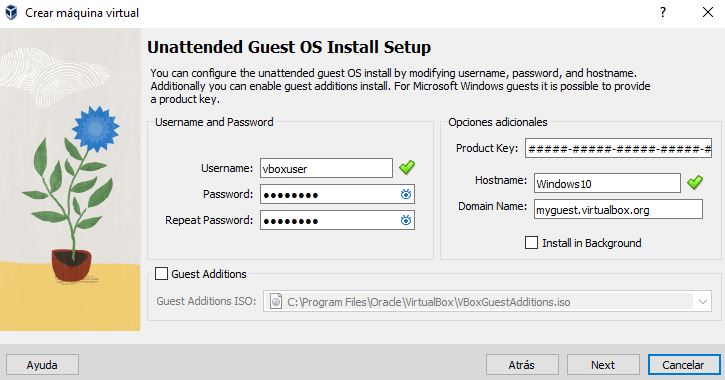 Crear máquina virtual
Unattended Guest OS Install Setup
You can configure the unattended guest OS install by modifying username, password, and hostname.
Additionally you can enable guest additions install. For Microsoft Windows guests it is possible to provide
a product key.
Username and Password
Username: vboxuser
Password: ●●●●●●●●
Repeat Password: ●●●●●●●●
Opciones adicionales
Product Key: #####-#####-#####-#####-#
Hostname: Windows10
Domain Name: myguest.virtualbox.org
Install in Background
Guest Additions
Guest Additions ISO: C:\Program Files\Oracle\VirtualBox\VBoxGuestAdditions.iso
Ayuda
Atrás
Next
Cancelar